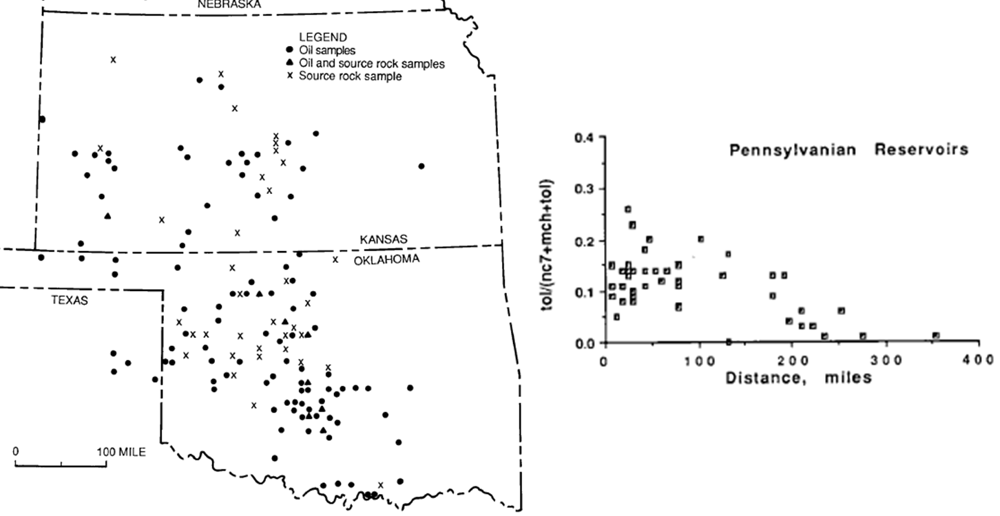 NEBRASKA
LEGEND
Oil samples
Oil and source rock samples
x Source rock sample
KANSAS
OKLAHOMA
TEXAS
0 100 MILE
Pennsylvanian Reservoirs
tol/(nc7+mch+tol)
0.4
0.3
0.2
0.1
0.0
0 100 200 300 400
Distance, miles